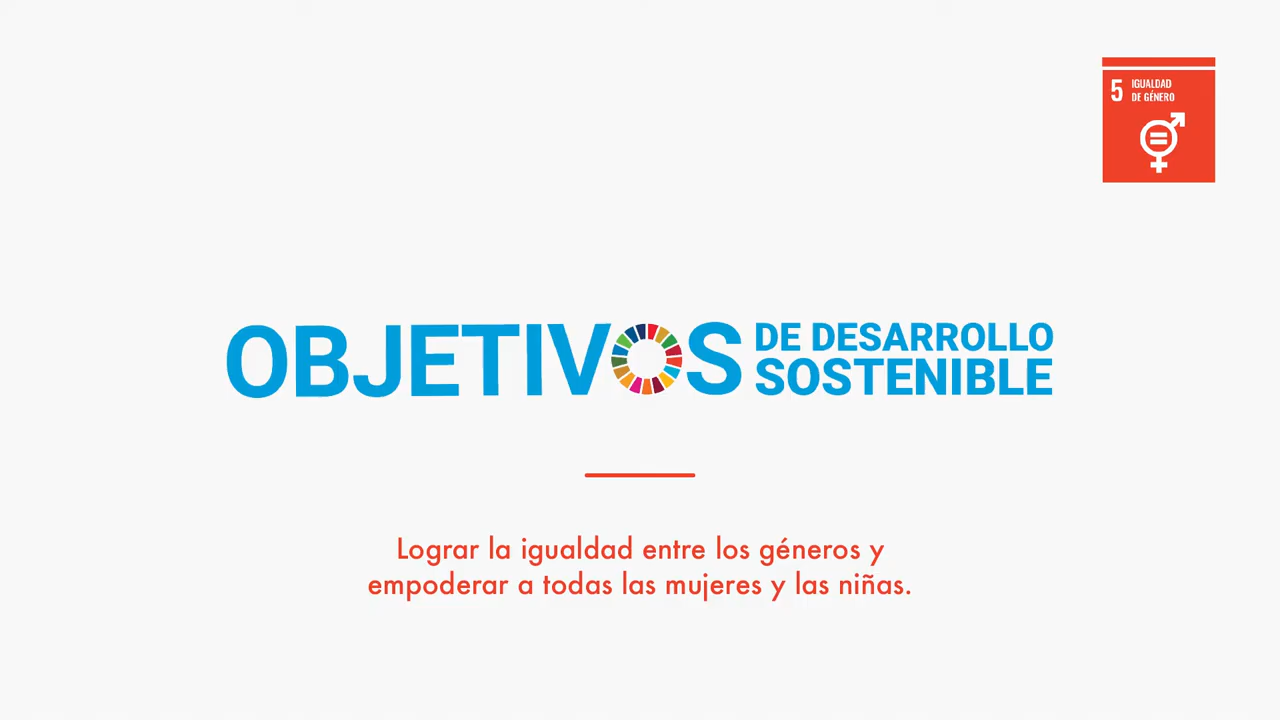 5 IGUALDAD
DE GÉNERO
OBJETIVOS DE DESARROLLO
SOSTENIBLE
Lograr la igualdad entre los géneros y
empoderar a todas las mujeres y las niñas.